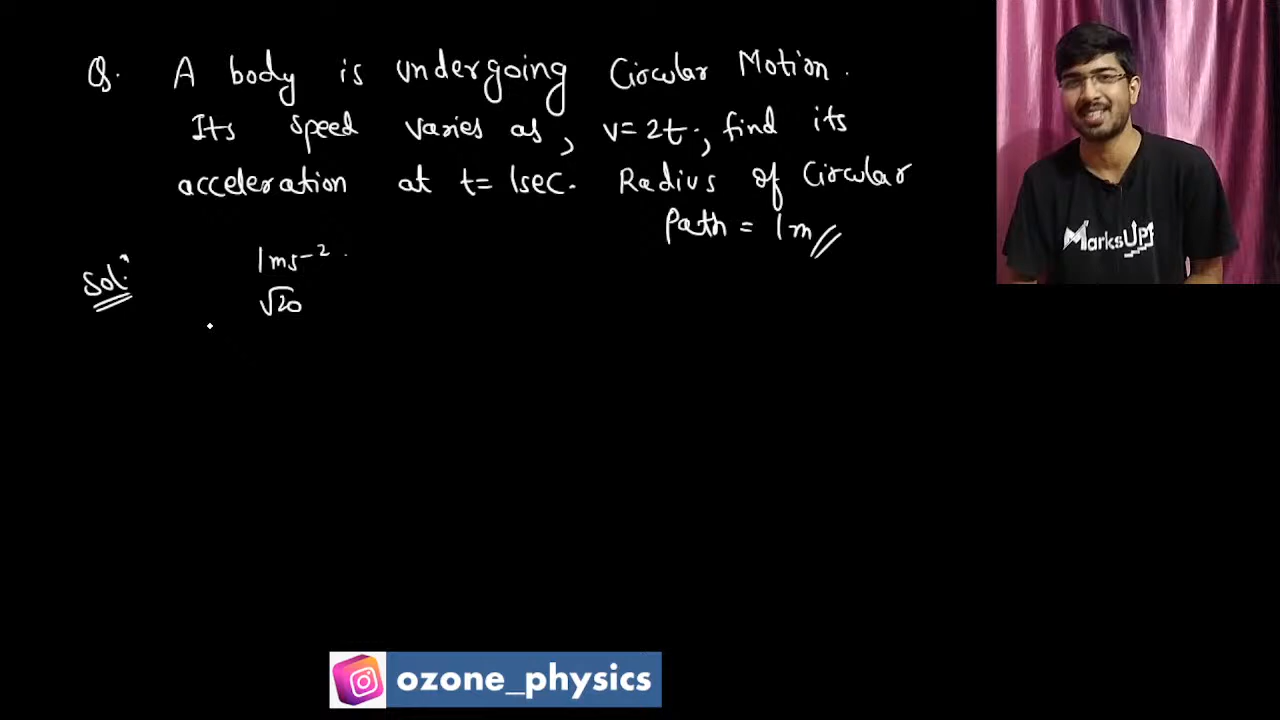 Q. A body is undergoing Circular Motion.
Its speed varies as, v=2t, find its
acceleration at t=1sec. Radius of Circular
Path = 1m
Sol:
1ms⁻²
√20
MarksUP
ozone_physics